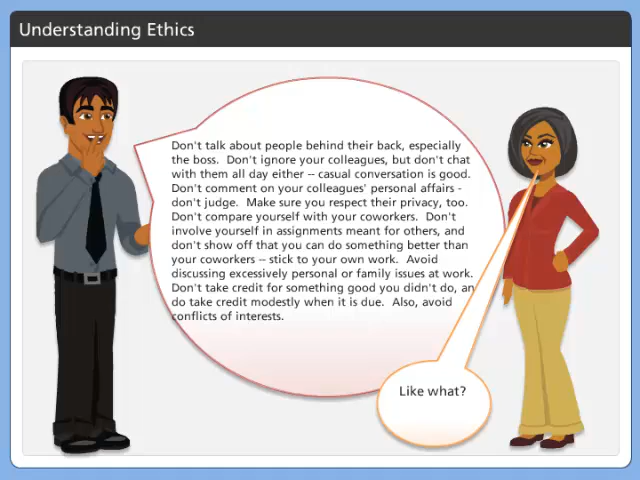 Understanding Ethics
Don't talk about people behind their back, especially
the boss. Don't ignore your colleagues, but don't chat
with them all day either -- casual conversation is good.
Don't comment on your colleagues' personal affairs -
don't judge. Make sure you respect their privacy, too.
Don't compare yourself with your coworkers. Don't
involve yourself in assignments meant for others, and
don't show off that you can do something better than
your coworkers -- stick to your own work. Avoid
discussing excessively personal or family issues at work.
Don't take credit for something good you didn't do, an
do take credit modestly when it is due. Also, avoid
conflicts of interests.
Like what?